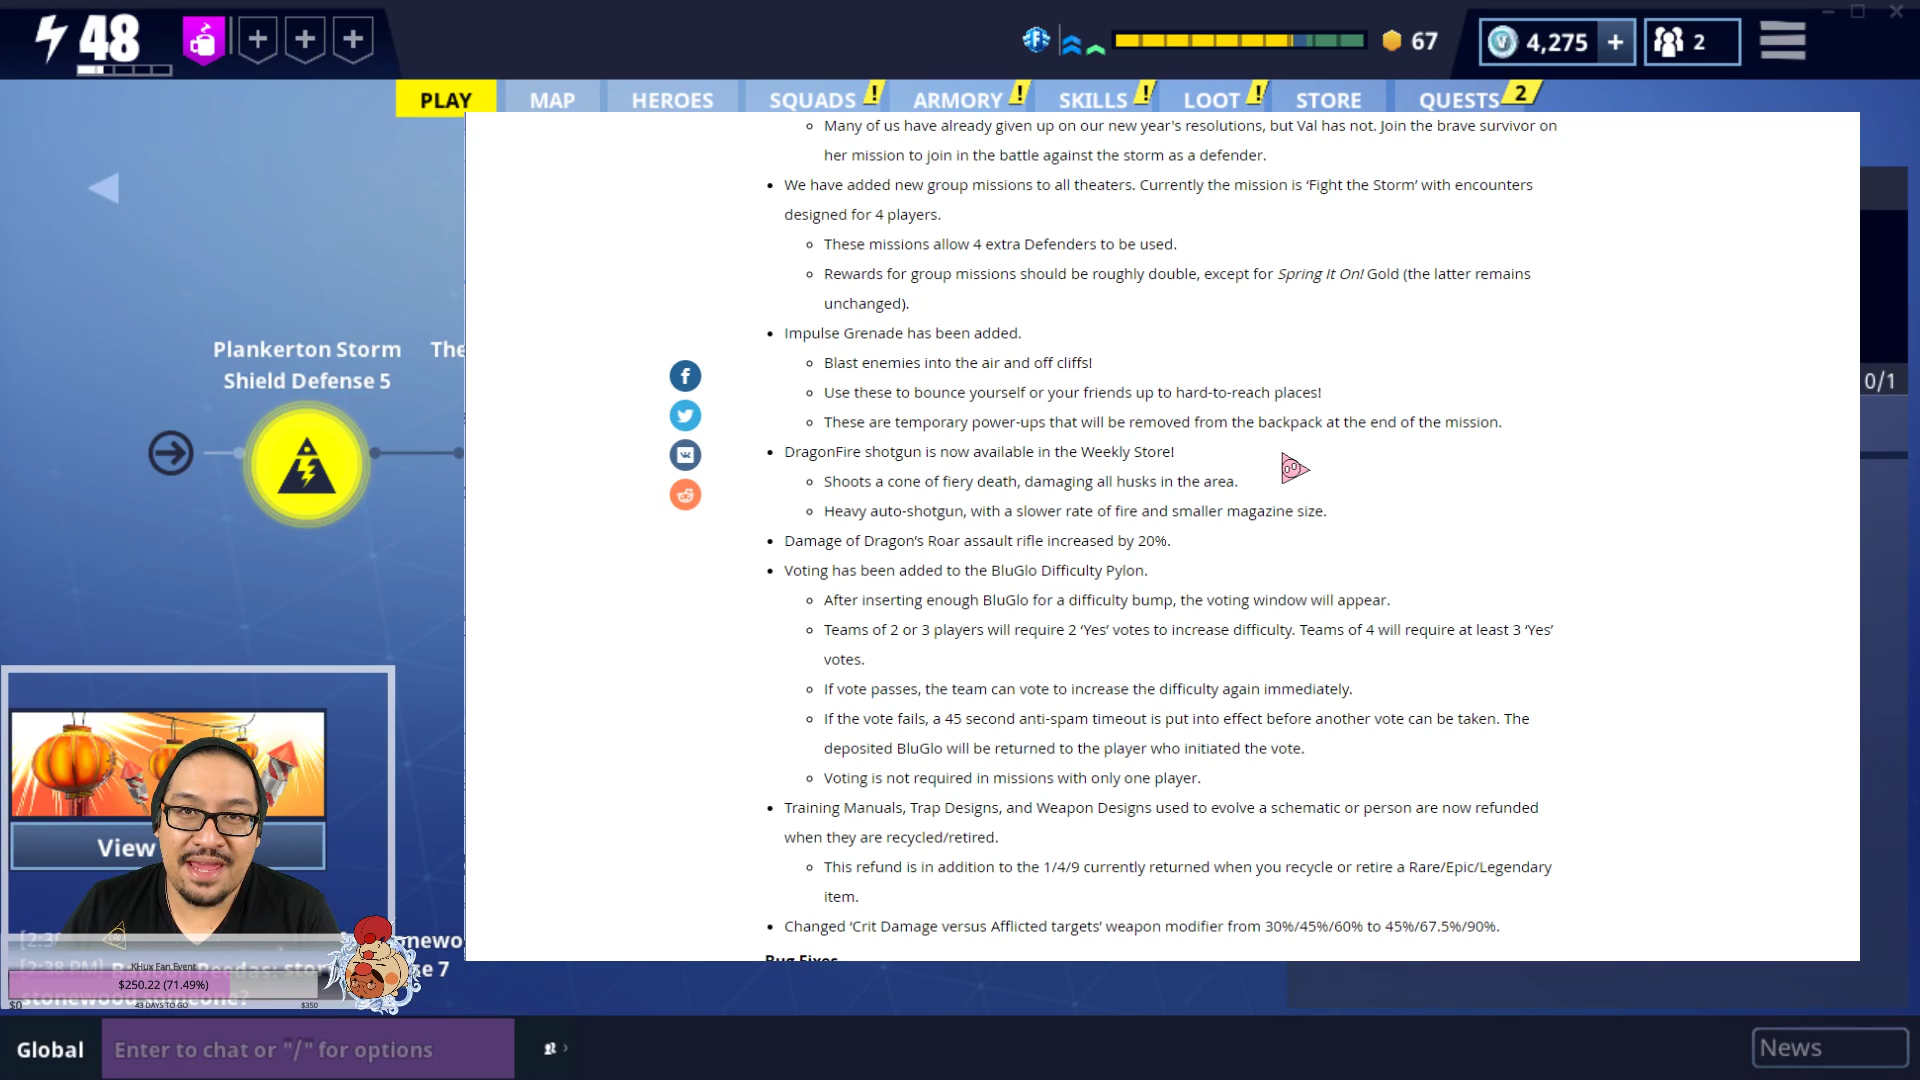 48
67
4,275
2
PLAY
MAP
HEROES
SQUADS
ARMORY
SKILLS
LOOT
STORE
QUESTS
2
Many of us have already given up on our new year's resolutions, but Val has not. Join the brave survivor on
her mission to join in the battle against the storm as a defender.
We have added new group missions to all theaters. Currently the mission is ‘Fight the Storm’ with encounters
designed for 4 players.
These missions allow 4 extra Defenders to be used.
Rewards for group missions should be roughly double, except for Spring It On! Gold (the latter remains
unchanged).
Impulse Grenade has been added.
Blast enemies into the air and off cliffs!
Use these to bounce yourself or your friends up to hard-to-reach places!
These are temporary power-ups that will be removed from the backpack at the end of the mission.
DragonFire shotgun is now available in the Weekly Store!
Shoots a cone of fiery death, damaging all husks in the area.
Heavy auto-shotgun, with a slower rate of fire and smaller magazine size.
Damage of Dragon’s Roar assault rifle increased by 20%.
Voting has been added to the BluGlo Difficulty Pylon.
After inserting enough BluGlo for a difficulty bump, the voting window will appear.
Teams of 2 or 3 players will require 2 ‘Yes’ votes to increase difficulty. Teams of 4 will require at least 3 ‘Yes’
votes.
If vote passes, the team can vote to increase the difficulty again immediately.
If the vote fails, a 45 second anti-spam timeout is put into effect before another vote can be taken. The
deposited BluGlo will be returned to the player who initiated the vote.
Voting is not required in missions with only one player.
Training Manuals, Trap Designs, and Weapon Designs used to evolve a schematic or person are now refunded
when they are recycled/retired.
This refund is in addition to the 1/4/9 currently returned when you recycle or retire a Rare/Epic/Legendary
item.
Changed ‘Crit Damage versus Afflicted targets’ weapon modifier from 30%/45%/60% to 45%/67.5%/90%.
Bug Fixes
Plankerton Storm
Shield Defense 5
The
0/1
View
KHux Fan Event
$250.22 (71.49%)
$0
43 DAYS TO GO
$350
e 7
stonewood
Global
Enter to chat or "/" for options
News